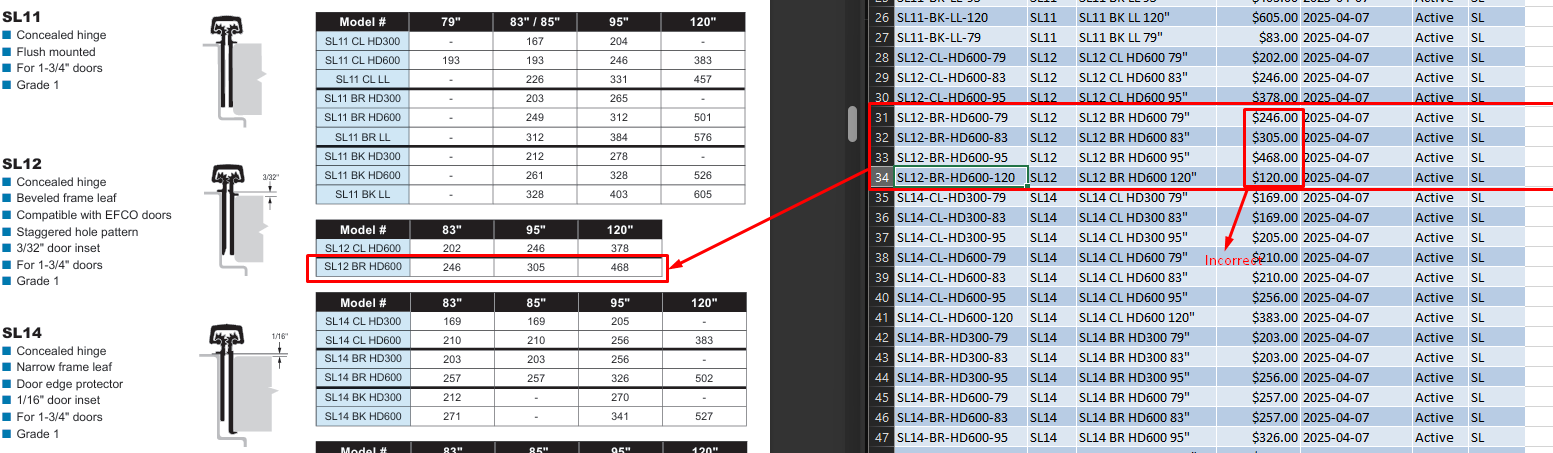 SL11
Concealed hinge
Flush mounted
For 1-3/4" doors
Grade 1
SL12
Concealed hinge
Beveled frame leaf
Compatible with EFCO doors
Staggered hole pattern
3/32" door inset
For 1-3/4" doors
Grade 1
3/32"
SL14
Concealed hinge
Narrow frame leaf
Door edge protector
1/16" door inset
For 1-3/4" doors
Grade 1
1/16"
Model # 79" 83" / 85" 95" 120"
SL11 CL HD300 - 167 204 -
SL11 CL HD600 193 193 246 383
SL11 CL LL - 226 331 457
SL11 BR HD300 - 203 265 -
SL11 BR HD600 - 249 312 501
SL11 BR LL - 312 384 576
SL11 BK HD300 - 212 278 -
SL11 BK HD600 - 261 328 526
SL11 BK LL - 328 403 605
Model # 83" 95" 120"
SL12 CL HD600 202 246 378
SL12 BR HD600 246 305 468
Model # 83" 85" 95" 120"
SL14 CL HD300 169 169 205 -
SL14 CL HD600 210 210 256 383
SL14 BR HD300 203 203 256 -
SL14 BR HD600 257 257 326 502
SL14 BK HD300 212 - 270 -
SL14 BK HD600 271 - 341 527
Model # 83" 85" 95" 120"
26 SL11-BK-LL-120 SL11 SL11 BK LL 120" $605.00 2025-04-07 Active SL
27 SL11-BK-LL-79 SL11 SL11 BK LL 79" $83.00 2025-04-07 Active SL
28 SL12-CL-HD600-79 SL12 SL12 CL HD600 79" $202.00 2025-04-07 Active SL
29 SL12-CL-HD600-83 SL12 SL12 CL HD600 83" $246.00 2025-04-07 Active SL
30 SL12-CL-HD600-95 SL12 SL12 CL HD600 95" $378.00 2025-04-07 Active SL
31 SL12-BR-HD600-79 SL12 SL12 BR HD600 79" $246.00 2025-04-07 Active SL
32 SL12-BR-HD600-83 SL12 SL12 BR HD600 83" $305.00 2025-04-07 Active SL
33 SL12-BR-HD600-95 SL12 SL12 BR HD600 95" $468.00 2025-04-07 Active SL
34 SL12-BR-HD600-120 SL12 SL12 BR HD600 120" $120.00 2025-04-07 Active SL
35 SL14-CL-HD300-79 SL14 SL14 CL HD300 79" $169.00 2025-04-07 Active SL
36 SL14-CL-HD300-83 SL14 SL14 CL HD300 83" $169.00 2025-04-07 Active SL
37 SL14-CL-HD300-95 SL14 SL14 CL HD300 95" $205.00 2025-04-07 Active SL
38 SL14-CL-HD600-79 SL14 SL14 CL HD600 79" $210.00 2025-04-07 Active SL
Incorrect
39 SL14-CL-HD600-83 SL14 SL14 CL HD600 83" $210.00 2025-04-07 Active SL
40 SL14-CL-HD600-95 SL14 SL14 CL HD600 95" $256.00 2025-04-07 Active SL
41 SL14-CL-HD600-120 SL14 SL14 CL HD600 120" $383.00 2025-04-07 Active SL
42 SL14-BR-HD300-79 SL14 SL14 BR HD300 79" $203.00 2025-04-07 Active SL
43 SL14-BR-HD300-83 SL14 SL14 BR HD300 83" $203.00 2025-04-07 Active SL
44 SL14-BR-HD300-95 SL14 SL14 BR HD300 95" $256.00 2025-04-07 Active SL
45 SL14-BR-HD600-79 SL14 SL14 BR HD600 79" $257.00 2025-04-07 Active SL
46 SL14-BR-HD600-83 SL14 SL14 BR HD600 83" $257.00 2025-04-07 Active SL
47 SL14-BR-HD600-95 SL14 SL14 BR HD600 95" $326.00 2025-04-07 Active SL